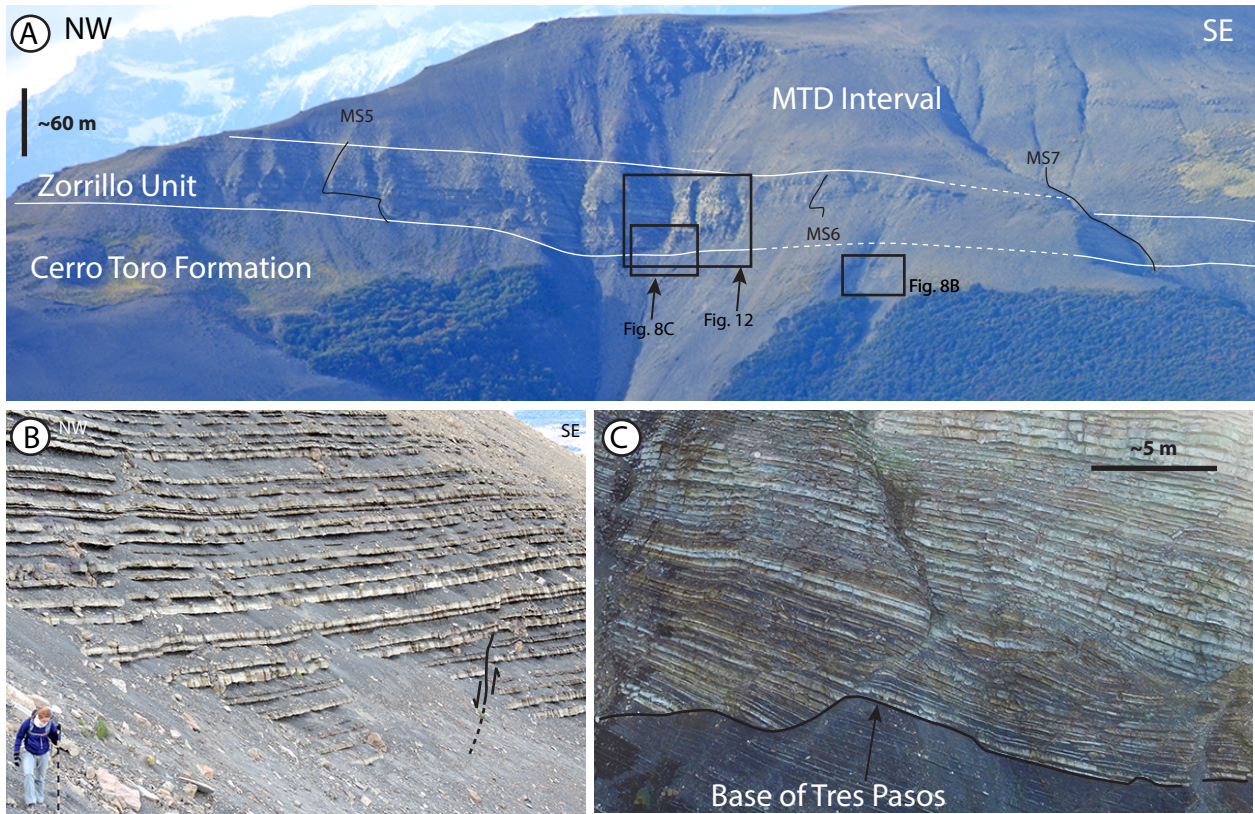 A NW
SE
~60 m
MS5
MTD Interval
MS7
Zorrillo Unit
MS6
Cerro Toro Formation
Fig. 8B
Fig. 8C
Fig. 12
B NW
SE
C
~5 m
Base of Tres Pasos